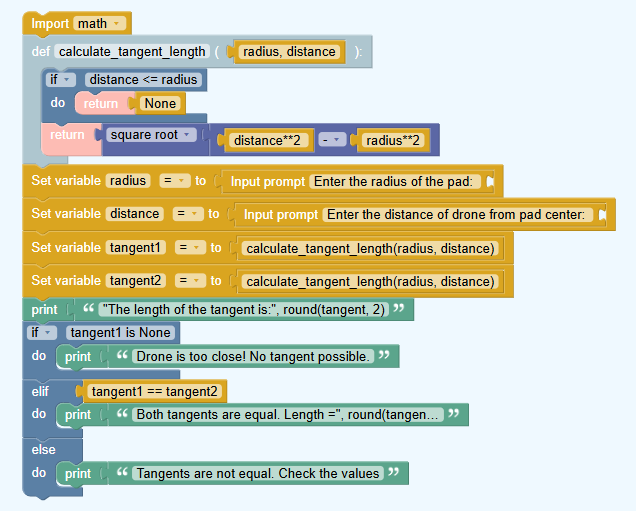 Import math
def calculate_tangent_length ( radius, distance ):
if distance <= radius
do return None
return square root distance**2 - radius**2
Set variable radius = to Input prompt Enter the radius of the pad:
Set variable distance = to Input prompt Enter the distance of drone from pad center:
Set variable tangent1 = to calculate_tangent_length(radius, distance)
Set variable tangent2 = to calculate_tangent_length(radius, distance)
print “ "The length of the tangent is:", round(tangent, 2) ”
if tangent1 is None
do print “ Drone is too close! No tangent possible. ”
elif tangent1 == tangent2
do print “ Both tangents are equal. Length =", round(tangen... ”
else
do print “ Tangents are not equal. Check the values ”